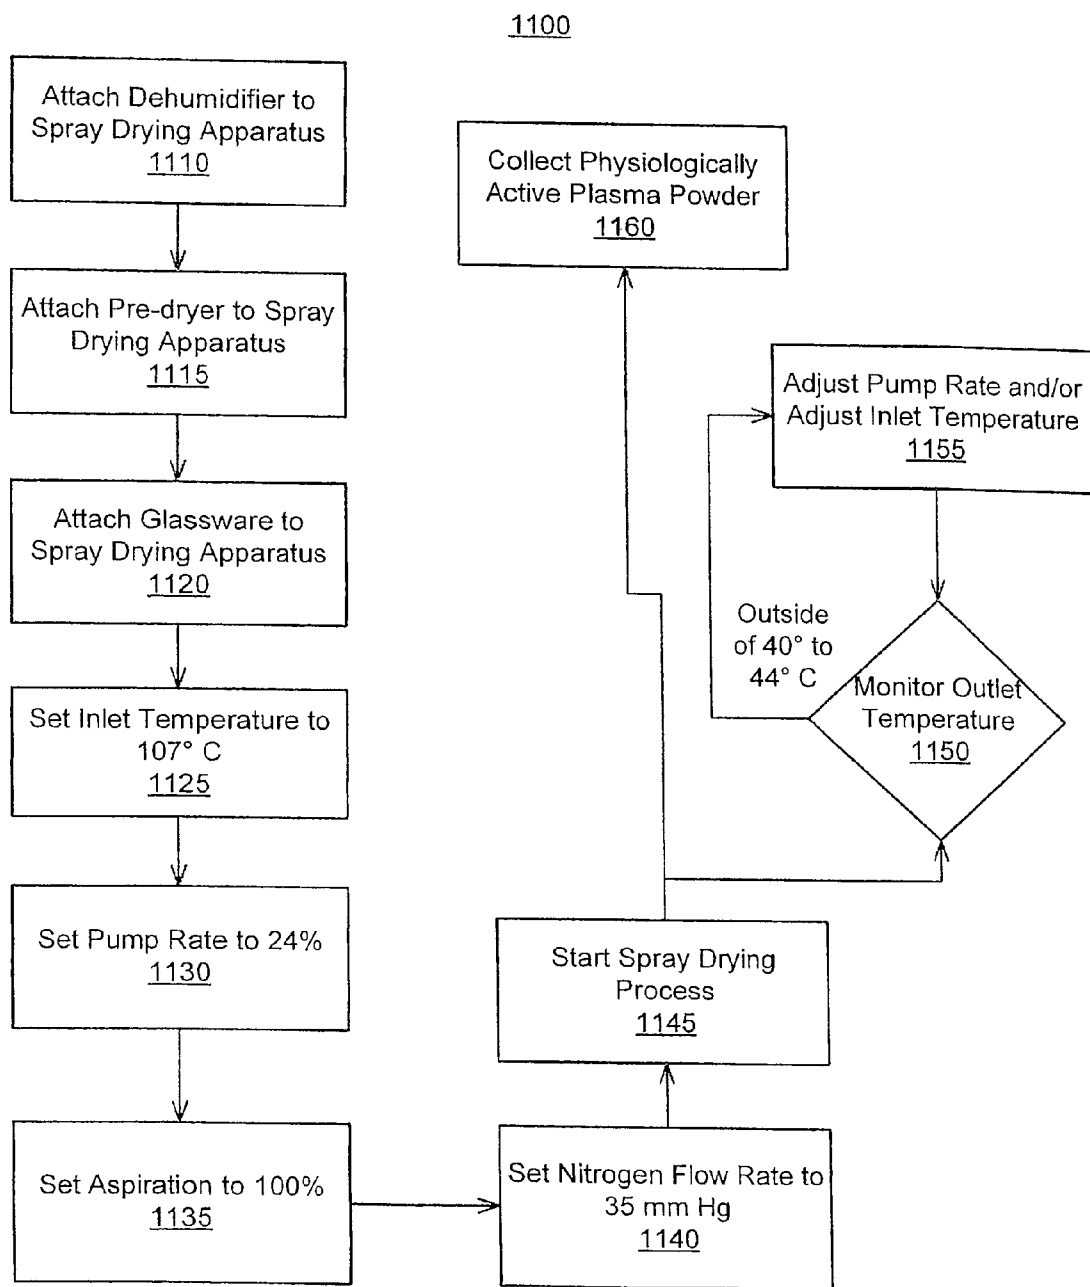 1100
Attach Dehumidifier to
Spray Drying Apparatus
1110
Attach Pre-dryer to Spray
Drying Apparatus
1115
Attach Glassware to
Spray Drying Apparatus
1120
Set Inlet Temperature to
107° C
1125
Set Pump Rate to 24%
1130
Set Aspiration to 100%
1135
Set Nitrogen Flow Rate to
35 mm Hg
1140
Start Spray Drying
Process
1145
Monitor Outlet
Temperature
1150
Outside
of 40° to
44° C
Adjust Pump Rate and/or
Adjust Inlet Temperature
1155
Collect Physiologically
Active Plasma Powder
1160